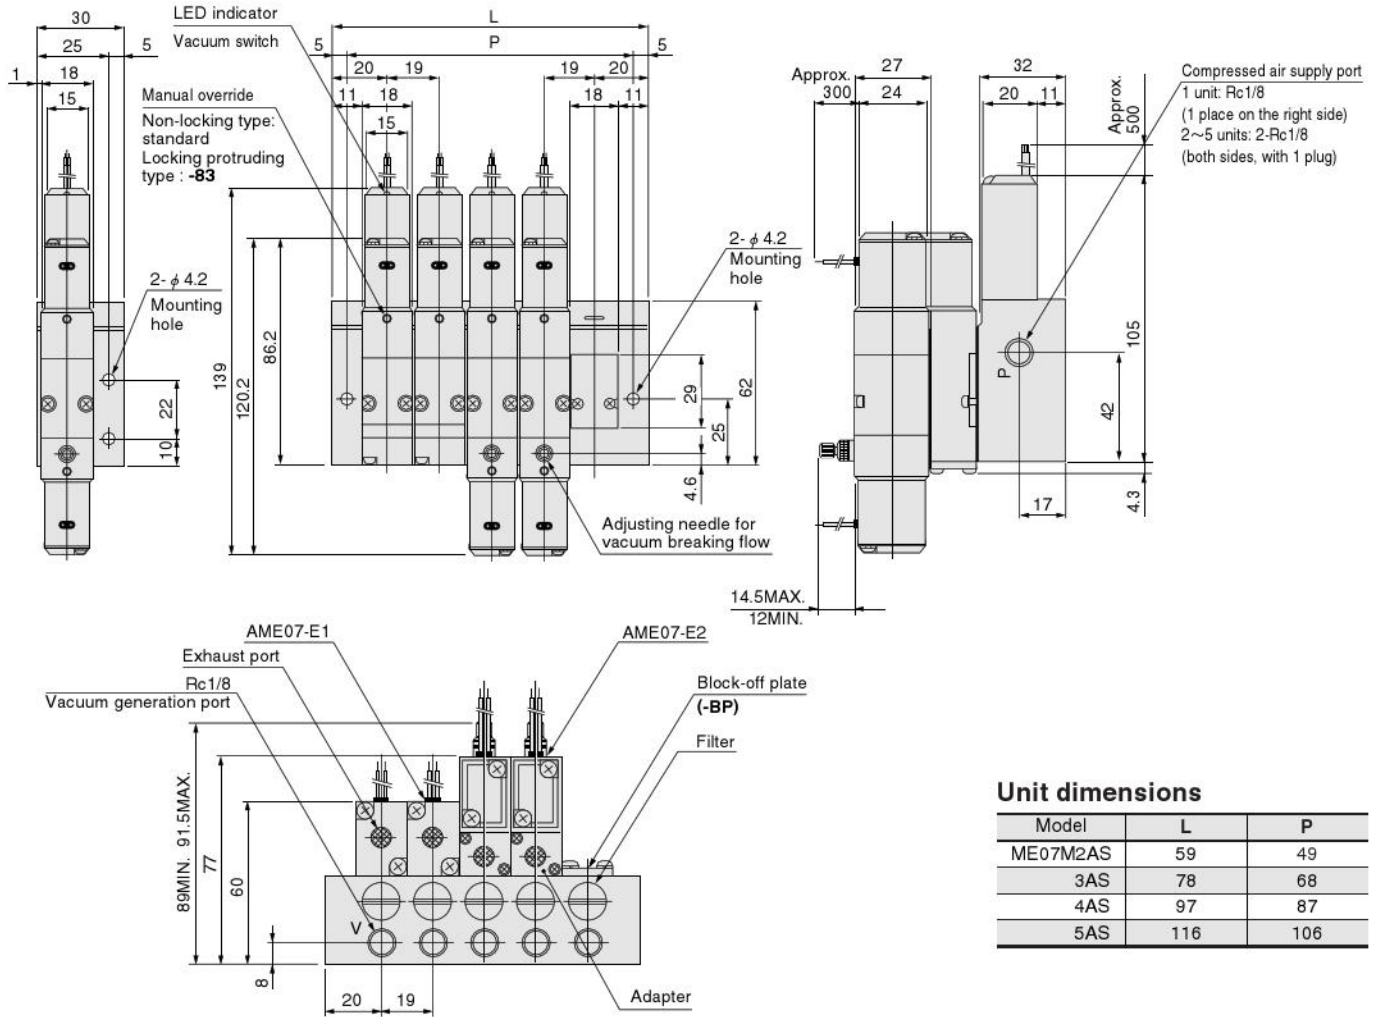 30
25
5
1
18
15
2- φ 4.2
Mounting
hole
22
10
LED indicator
Vacuum switch
Manual override
Non-locking type:
standard
Locking protruding
type : -83
L
P
5
5
20
19
19
20
11
18
18
11
15
2- φ 4.2
Mounting
hole
139
120.2
86.2
29
25
62
4.6
Adjusting needle for
vacuum breaking flow
Approx.
300
27
24
32
20
11
Approx.
500
Compressed air supply port
1 unit: Rc1/8
(1 place on the right side)
2～5 units: 2-Rc1/8
(both sides, with 1 plug)
P
105
42
17
4.3
14.5MAX.
12MIN.
AME07-E1
Exhaust port
Rc1/8
Vacuum generation port
AME07-E2
Block-off plate
(-BP)
Filter
89MIN. 91.5MAX.
77
60
8
V
20
19
Adapter
Unit dimensions
Model L P
ME07M2AS 59 49
3AS 78 68
4AS 97 87
5AS 116 106